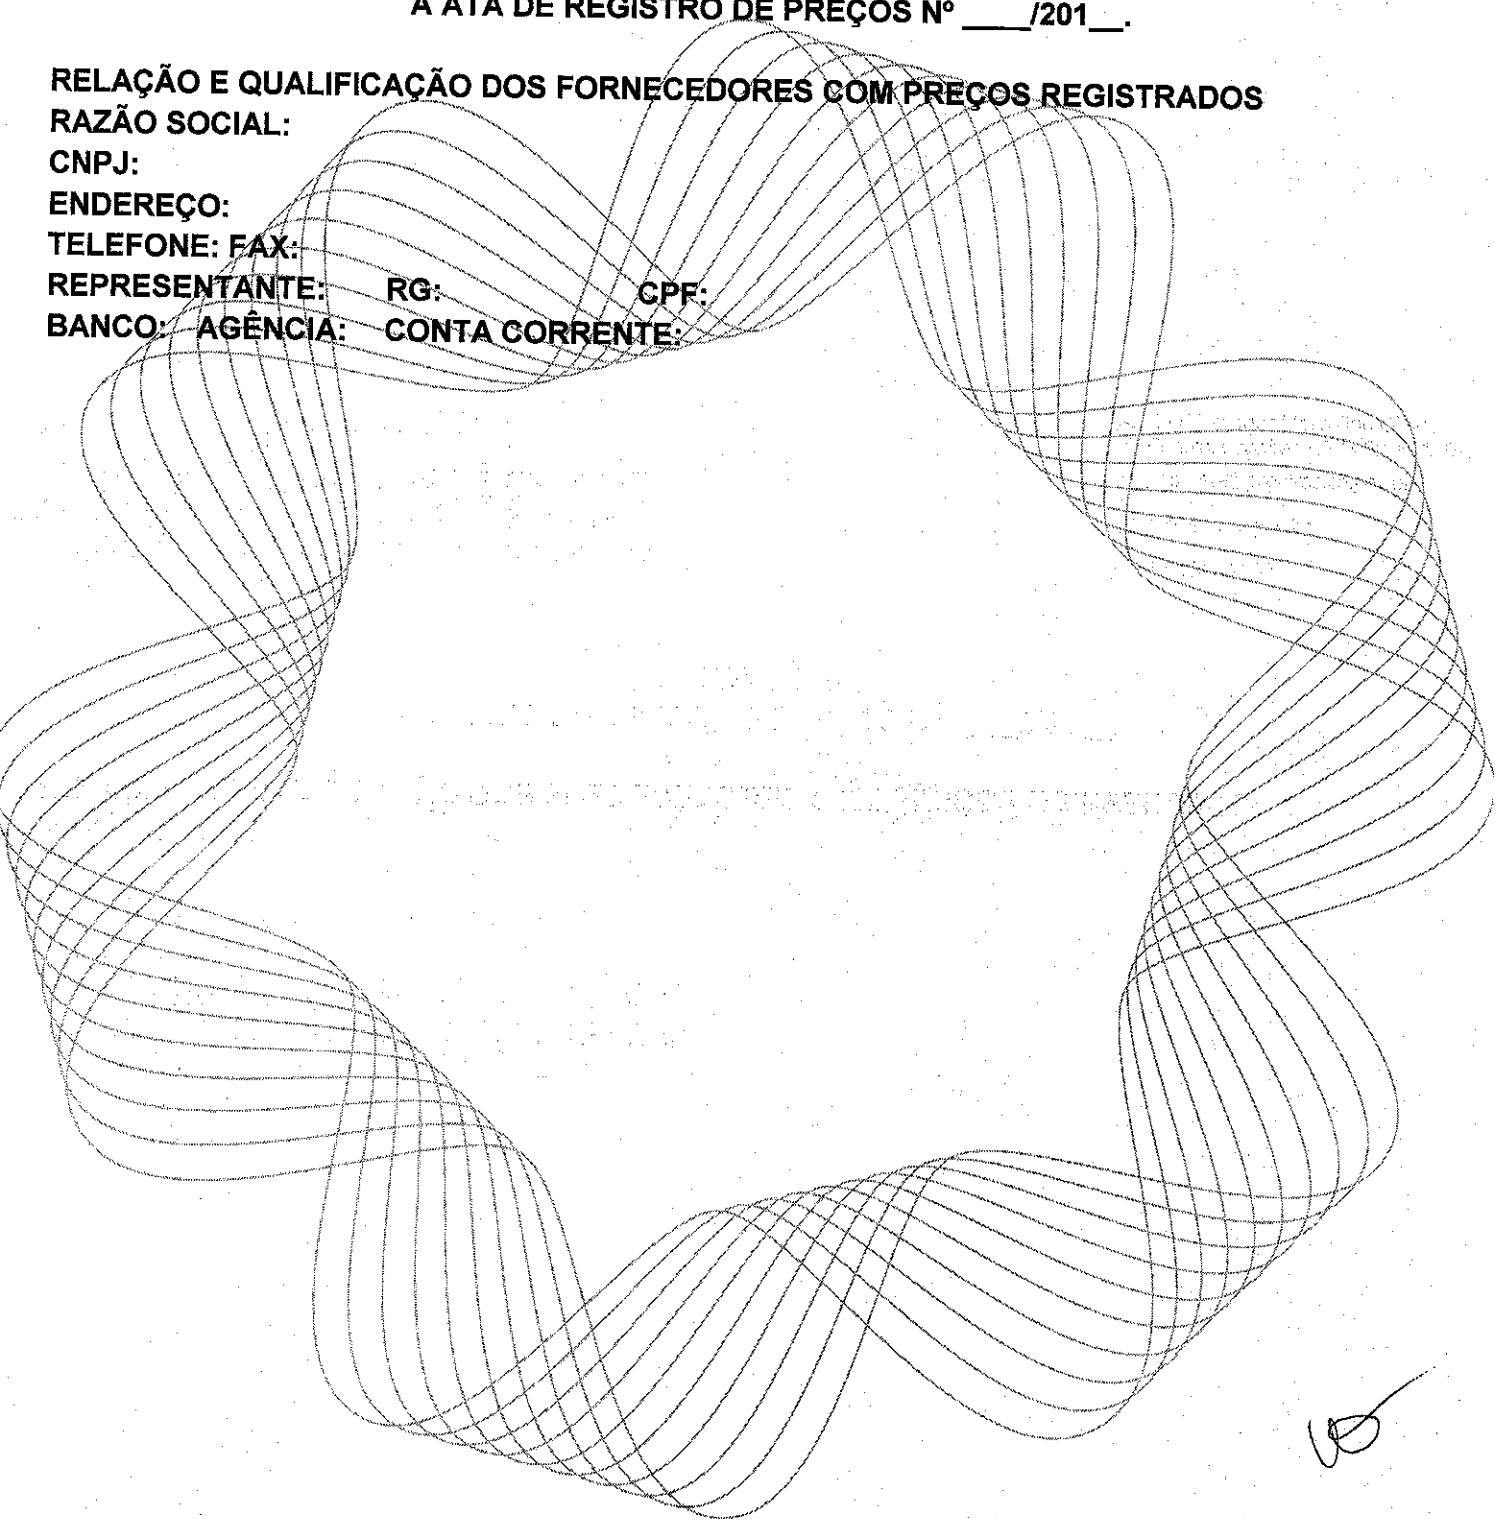 A ATA DE REGISTRO DE PREÇOS Nº ____/201__.
RELAÇÃO E QUALIFICAÇÃO DOS FORNECEDORES COM PREÇOS REGISTRADOS
RAZÃO SOCIAL:
CNPJ:
ENDEREÇO:
TELEFONE: FAX:
REPRESENTANTE: RG: CPF:
BANCO: AGÊNCIA: CONTA CORRENTE: